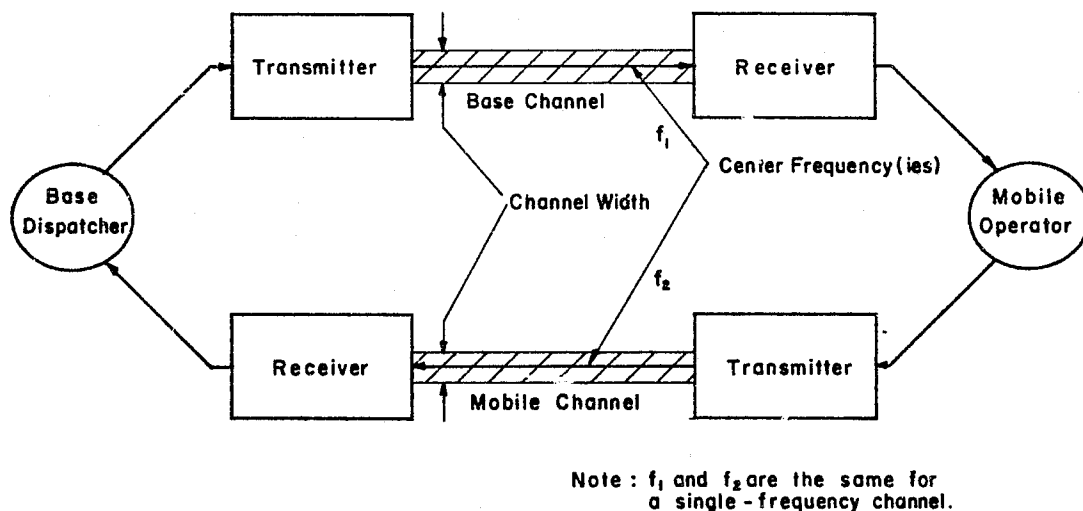 Transmitter
Receiver
Base Channel
f₁
Center Frequency(ies)
Base
Dispatcher
Channel Width
Mobile
Operator
f₂
Receiver
Transmitter
Mobile Channel
Note : f₁ and f₂ are the same for
a single-frequency channel.